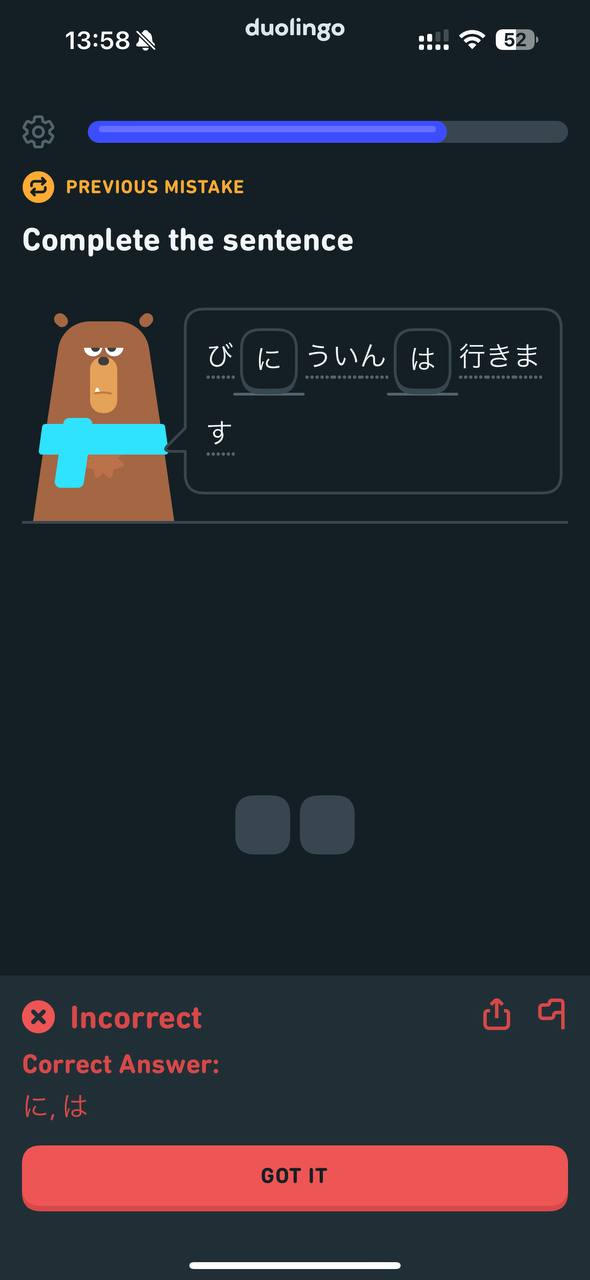 13:58
duolingo
52
PREVIOUS MISTAKE
Complete the sentence
び に ういん は 行きま
す
Incorrect
Correct Answer:
に, は
GOT IT